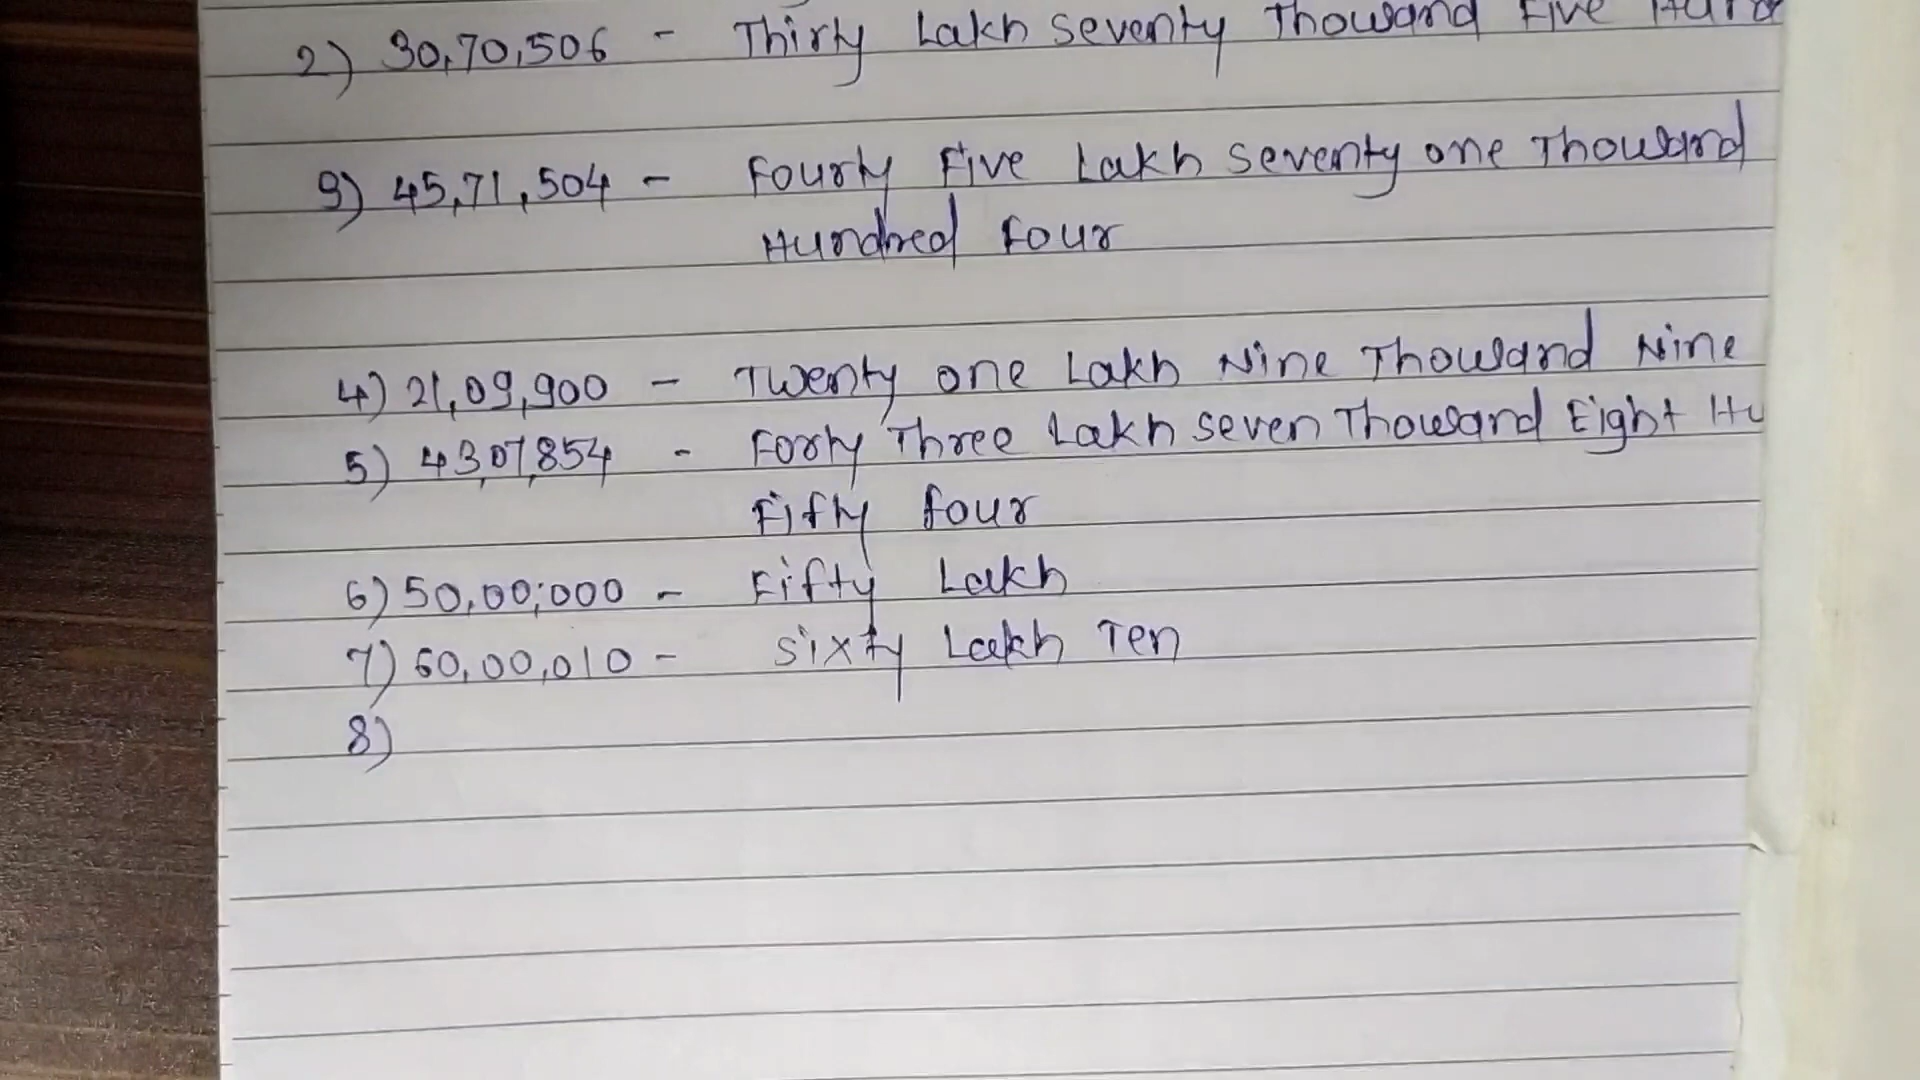 2) 30,70,506 - Thirty Lakh Seventy Thousand Five
3) 45,71,504 - Fourty Five Lakh Seventy one Thousand
Hundred Four
4) 21,09,900 - Twenty one Lakh Nine Thousand Nine
5) 43,07,854 - Forty Three Lakh Seven Thousand Eight Hu
Fifty four
6) 50,00,000 - Fifty Lakh
7) 60,00,010 - Sixty Lakh Ten
8)